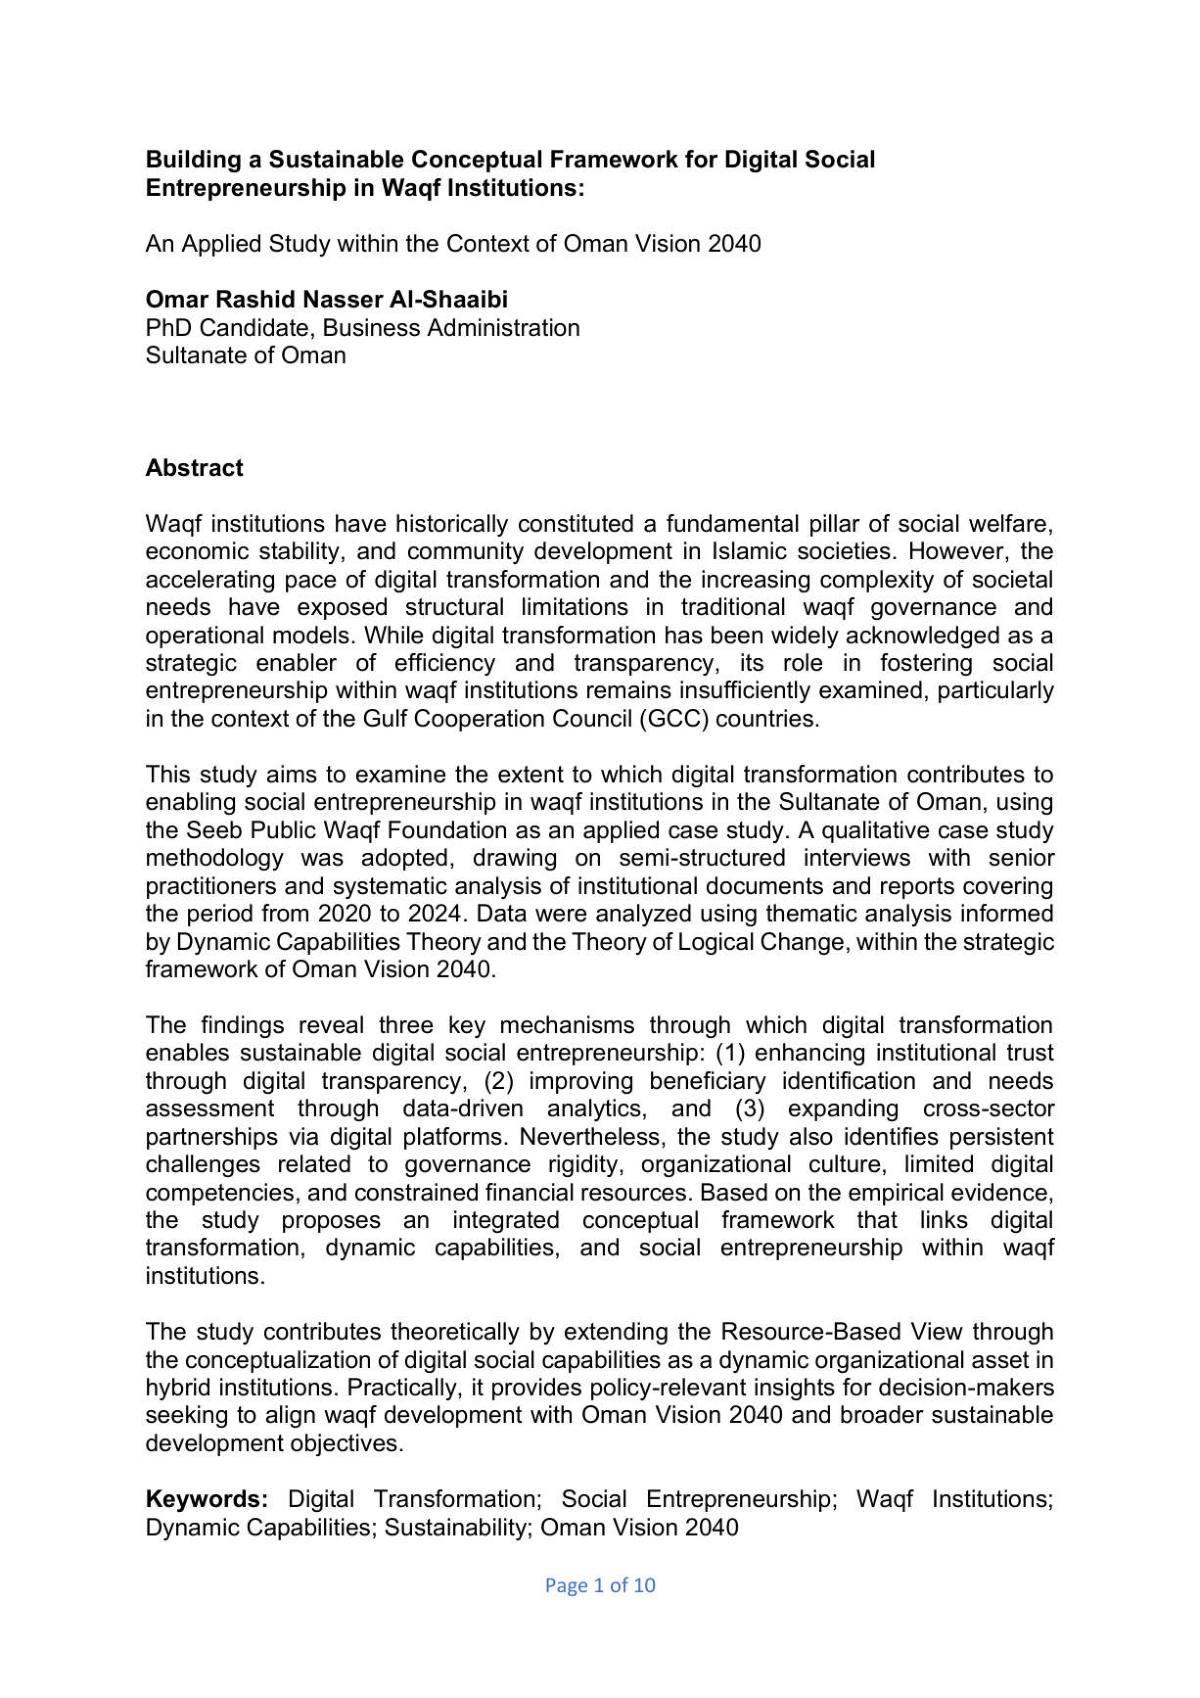 Building a Sustainable Conceptual Framework for Digital Social
Entrepreneurship in Waqf Institutions:
An Applied Study within the Context of Oman Vision 2040
Omar Rashid Nasser Al-Shaaibi
PhD Candidate, Business Administration
Sultanate of Oman
Abstract
Waqf institutions have historically constituted a fundamental pillar of social welfare,
economic stability, and community development in Islamic societies. However, the
accelerating pace of digital transformation and the increasing complexity of societal
needs have exposed structural limitations in traditional waqf governance and
operational models. While digital transformation has been widely acknowledged as a
strategic enabler of efficiency and transparency, its role in fostering social
entrepreneurship within waqf institutions remains insufficiently examined, particularly
in the context of the Gulf Cooperation Council (GCC) countries.
This study aims to examine the extent to which digital transformation contributes to
enabling social entrepreneurship in waqf institutions in the Sultanate of Oman, using
the Seeb Public Waqf Foundation as an applied case study. A qualitative case study
methodology was adopted, drawing on semi-structured interviews with senior
practitioners and systematic analysis of institutional documents and reports covering
the period from 2020 to 2024. Data were analyzed using thematic analysis informed
by Dynamic Capabilities Theory and the Theory of Logical Change, within the strategic
framework of Oman Vision 2040.
The findings reveal three key mechanisms through which digital transformation
enables sustainable digital social entrepreneurship: (1) enhancing institutional trust
through digital transparency, (2) improving beneficiary identification and needs
assessment through data-driven analytics, and (3) expanding cross-sector
partnerships via digital platforms. Nevertheless, the study also identifies persistent
challenges related to governance rigidity, organizational culture, limited digital
competencies, and constrained financial resources. Based on the empirical evidence,
the study proposes an integrated conceptual framework that links digital
transformation, dynamic capabilities, and social entrepreneurship within waqf
institutions.
The study contributes theoretically by extending the Resource-Based View through
the conceptualization of digital social capabilities as a dynamic organizational asset in
hybrid institutions. Practically, it provides policy-relevant insights for decision-makers
seeking to align waqf development with Oman Vision 2040 and broader sustainable
development objectives.
Keywords: Digital Transformation; Social Entrepreneurship; Waqf Institutions;
Dynamic Capabilities; Sustainability; Oman Vision 2040
Page 1 of 10